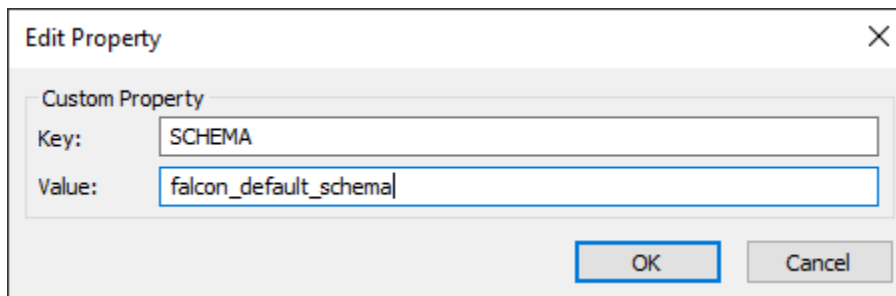 Edit Property
Custom Property
Key: SCHEMA
Value: falcon_default_schema
OK Cancel